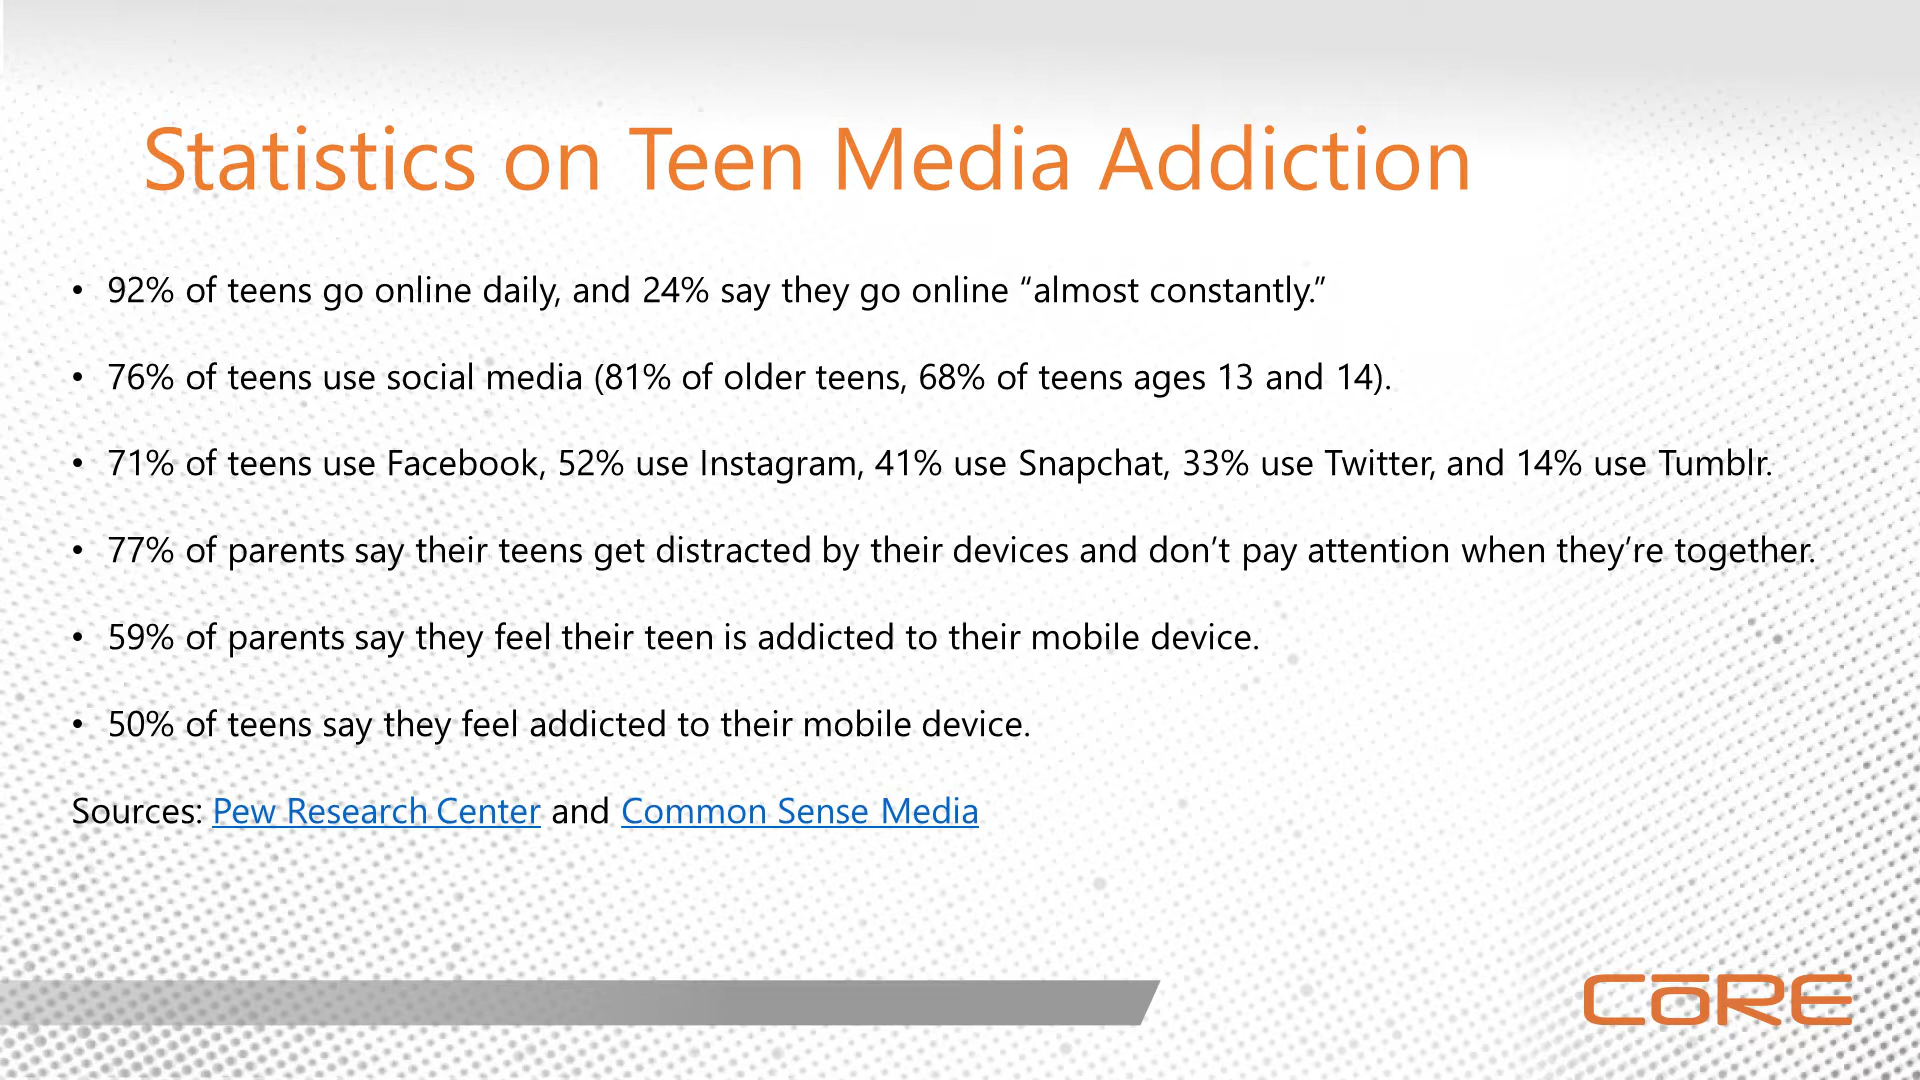 Statistics on Teen Media Addiction
• 92% of teens go online daily, and 24% say they go online “almost constantly.”
• 76% of teens use social media (81% of older teens, 68% of teens ages 13 and 14).
• 71% of teens use Facebook, 52% use Instagram, 41% use Snapchat, 33% use Twitter, and 14% use Tumblr.
• 77% of parents say their teens get distracted by their devices and don’t pay attention when they’re together.
• 59% of parents say they feel their teen is addicted to their mobile device.
• 50% of teens say they feel addicted to their mobile device.
Sources: Pew Research Center and Common Sense Media
CōRE